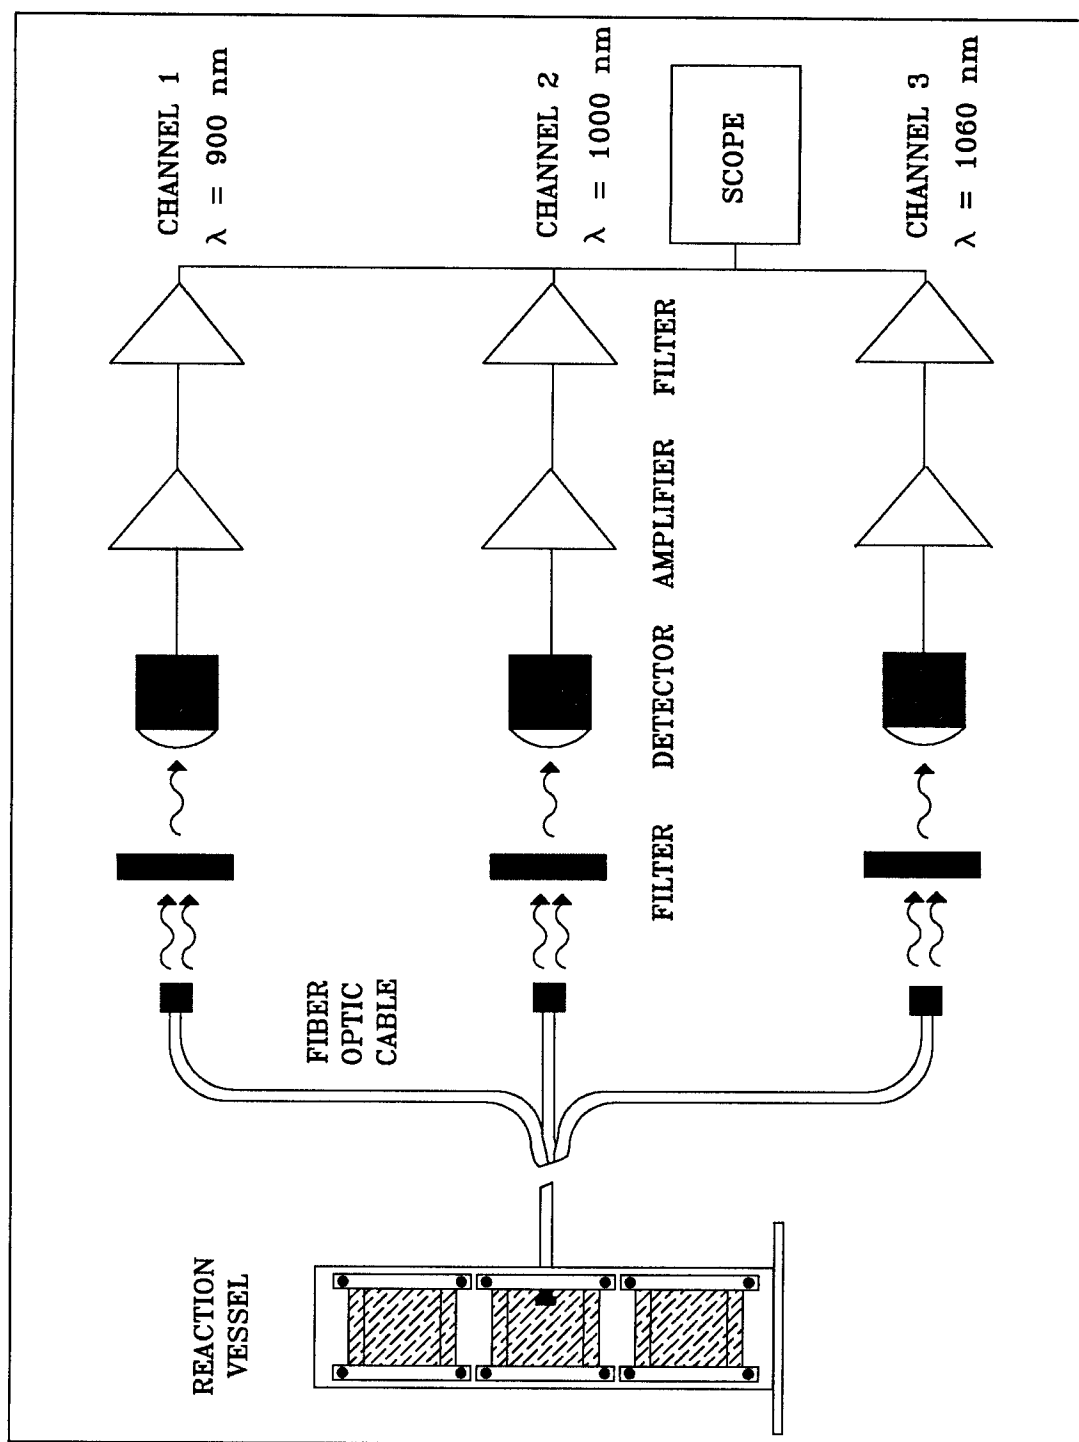 CHANNEL 1
λ = 900 nm
CHANNEL 2
λ = 1000 nm
SCOPE
CHANNEL 3
λ = 1060 nm
FIBER
OPTIC
CABLE
FILTER DETECTOR AMPLIFIER FILTER
REACTION
VESSEL